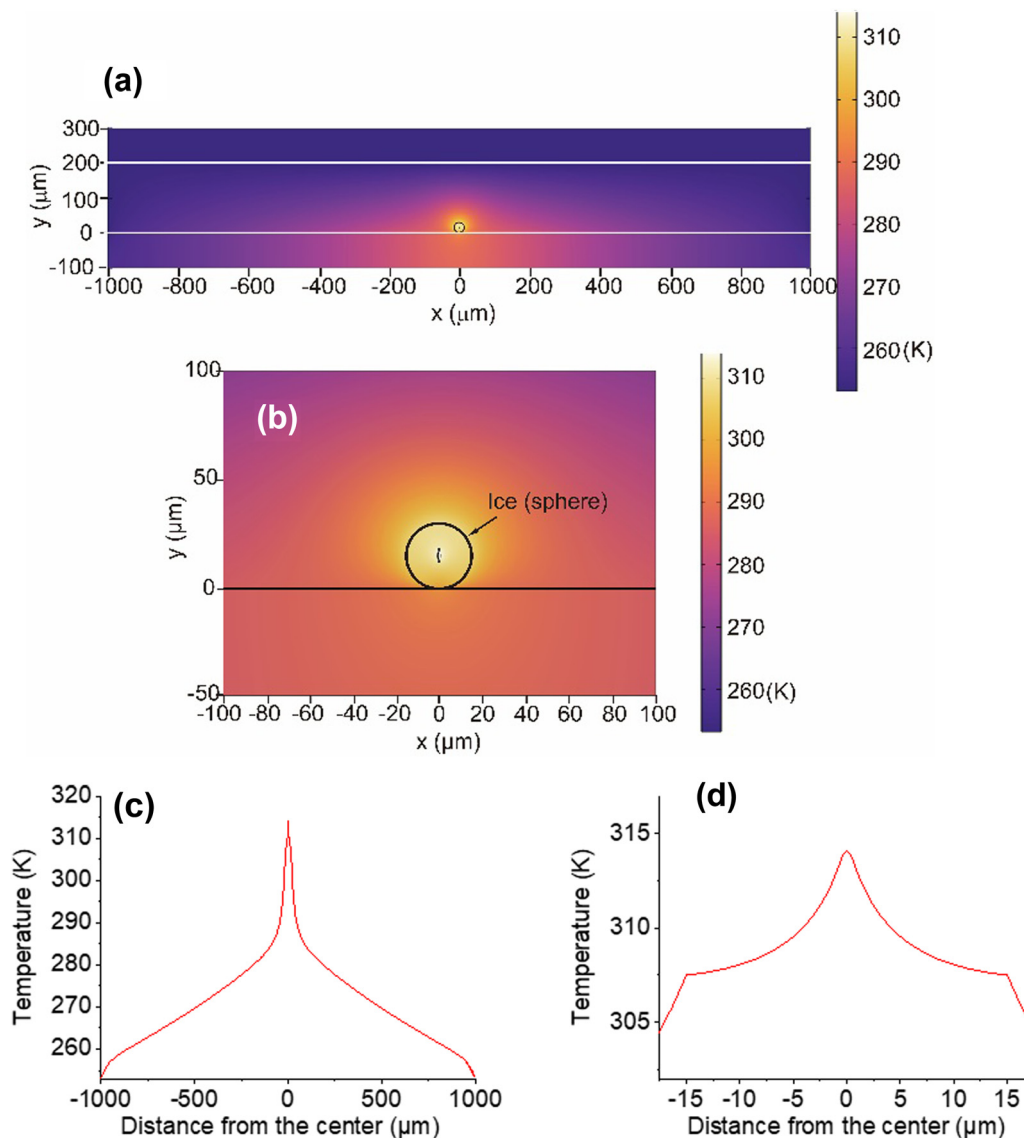 (a)
310
300
290
280
270
260(K)
300
200
100
0
-100
y (μm)
-1000 -800 -600 -400 -200 0 200 400 600 800 1000
x (μm)
(b)
Ice (sphere)
100
50
0
-50
y (μm)
-100 -80 -60 -40 -20 0 20 40 60 80 100
x (μm)
310
300
290
280
270
260(K)
(c)
320
310
300
290
280
270
260
Temperature (K)
-1000 -500 0 500 1000
Distance from the center (μm)
(d)
315
310
305
Temperature (K)
-15 -10 -5 0 5 10 15
Distance from the center (μm)